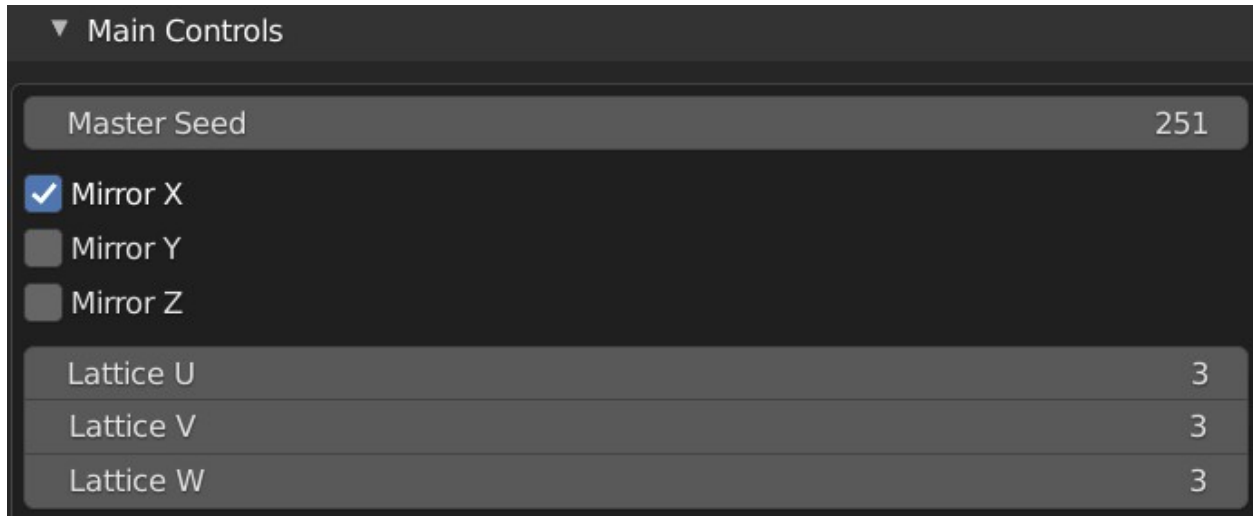 Main Controls
Master Seed 251
Mirror X
Mirror Y
Mirror Z
Lattice U 3
Lattice V 3
Lattice W 3